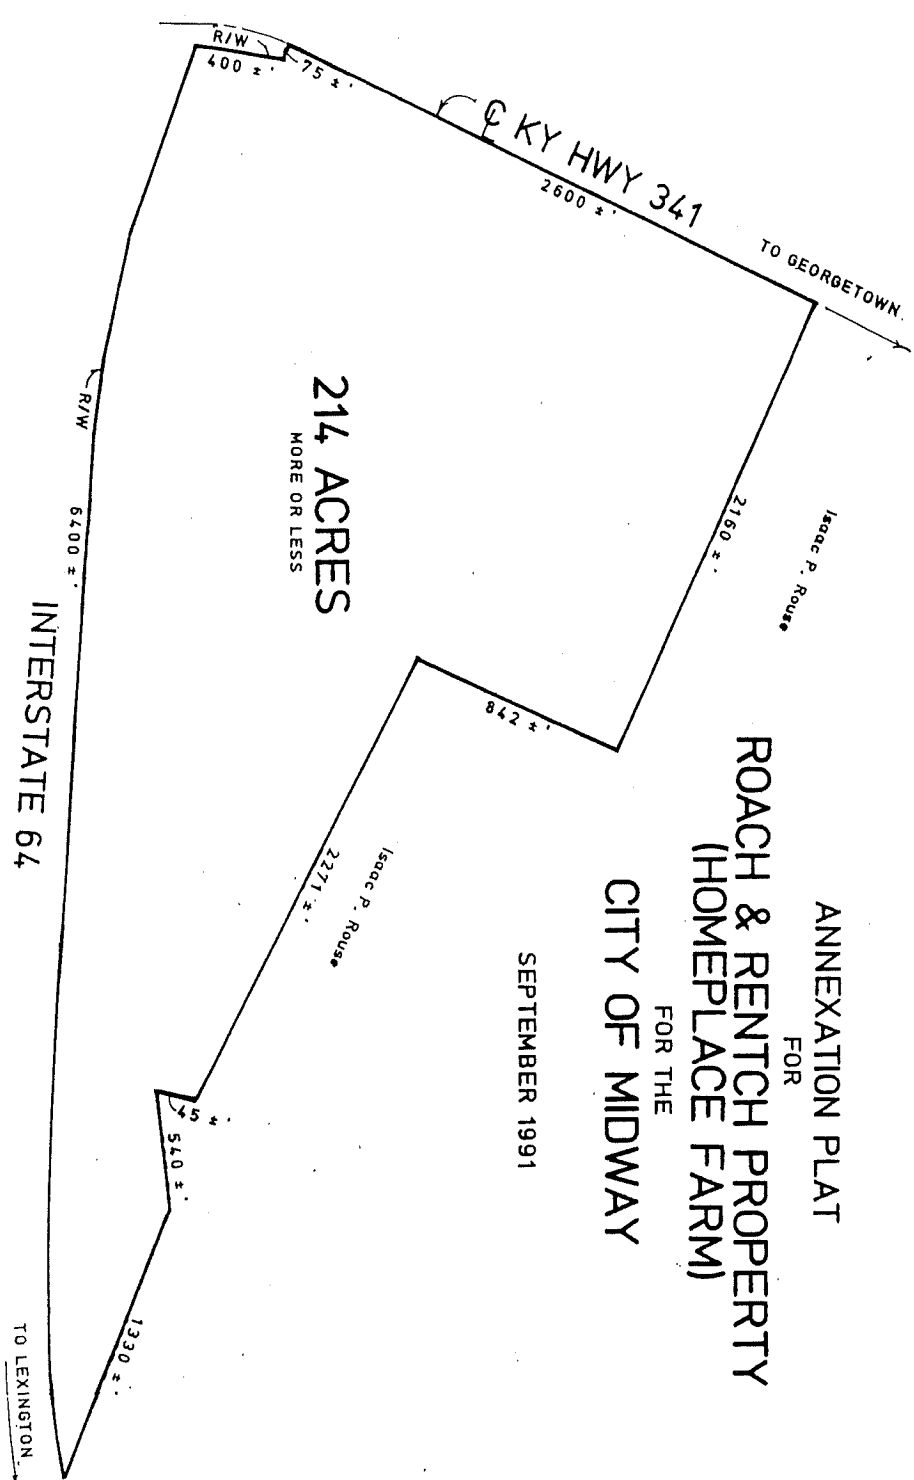 ANNEXATION PLAT
FOR
ROACH & RENTCH PROPERTY
(HOMEPLACE FARM)
FOR THE
CITY OF MIDWAY
SEPTEMBER 1991
TO GEORGETOWN.
℄ KY HWY 341
2600 ±'
75 ±'
R/W
400 ±'
Isaac P. Rouse
2160 ±'
842 ±'
214 ACRES
MORE OR LESS
Isaac P. Rouse
2271 ±'
45 ±'
540 ±'
1330 ±'
R/W
6400 ±'
INTERSTATE 64
TO LEXINGTON